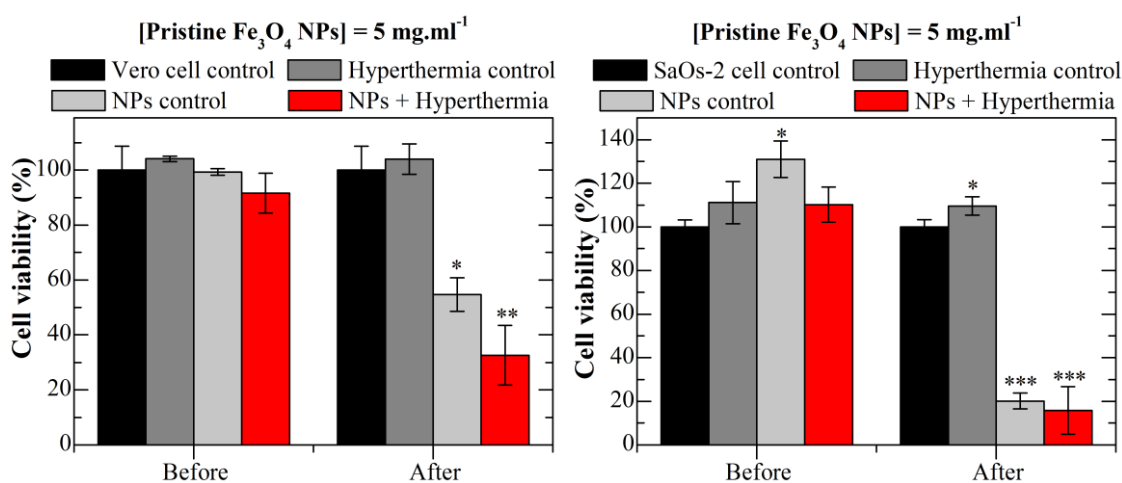 [Pristine Fe₃O₄ NPs] = 5 mg.ml⁻¹
Vero cell control
Hyperthermia control
NPs control
NPs + Hyperthermia
Cell viability (%)
100
80
60
40
20
0
*
**
Before
After
[Pristine Fe₃O₄ NPs] = 5 mg.ml⁻¹
SaOs-2 cell control
Hyperthermia control
NPs control
NPs + Hyperthermia
Cell viability (%)
140
120
100
80
60
40
20
0
*
*
***
***
Before
After